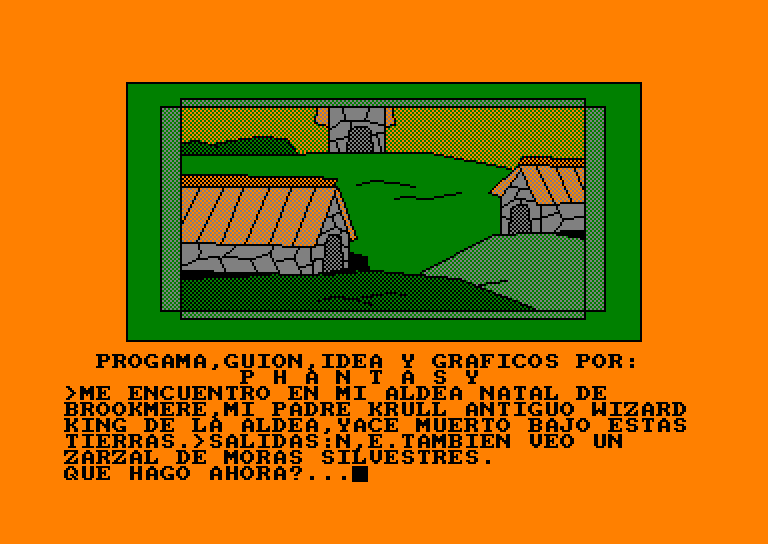 PROGAMA,GUION,IDEA Y GRAFICOS POR:
P H A N T A S Y
>ME ENCUENTRO EN MI ALDEA NATAL DE
BROOKMERE,MI PADRE KRULL ANTIGUO WIZARD
KING DE LA ALDEA,YACE MUERTO BAJO ESTAS
TIERRAS.>SALIDAS:N,E.TAMBIEN VEO UN
ZARZAL DE MORAS SILVESTRES.
QUE HAGO AHORA?...